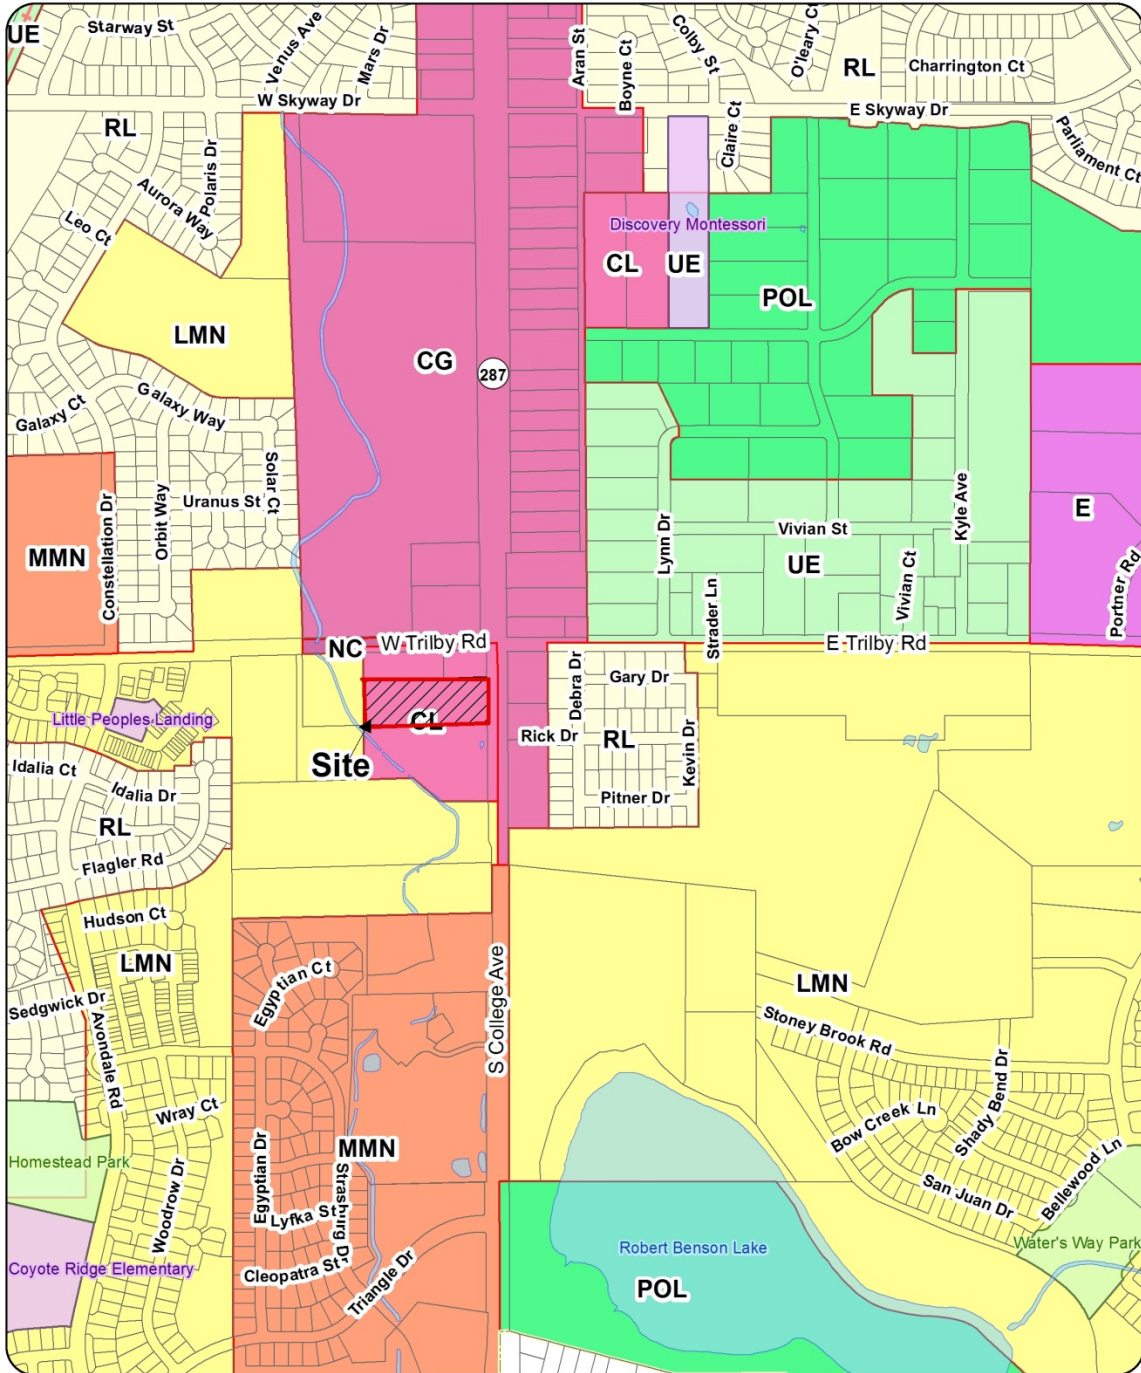 UE
Starway St
Venus Ave
Mars Dr
Aran St
Boyne Ct
Colby St
O'leary Ct
RL
Charrington Ct
W Skyway Dr
E Skyway Dr
Claire Ct
Parliament Ct
RL
Polaris Dr
Aurora Way
Leo Ct
Discovery Montessori
CL
UE
POL
LMN
CG
287
Galaxy Ct
Galaxy Way
Solar Ct
Uranus St
Orbit Way
Constellation Dr
MMN
E
Lynn Dr
Vivian St
Kyle Ave
UE
Vivian Ct
Strader Ln
Portner Rd
NC
W Trilby Rd
E Trilby Rd
Debra Dr
Gary Dr
Little Peoples Landing
CL
Rick Dr
RL
Kevin Dr
Site
Idalia Ct
Idalia Dr
Pitner Dr
RL
Flagler Rd
Hudson Ct
LMN
Egyptian Ct
LMN
Sedgwick Dr
Avondale Rd
S College Ave
Stoney Brook Rd
Shady Bend Dr
Bow Creek Ln
Wray Ct
MMN
Homestead Park
Egyptian Dr
Strasburg Dr
Bellewood Ln
San Juan Dr
Woodrow Dr
Lyfka St
Water's Way Park
Robert Benson Lake
Coyote Ridge Elementary
Cleopatra St
Triangle Dr
POL